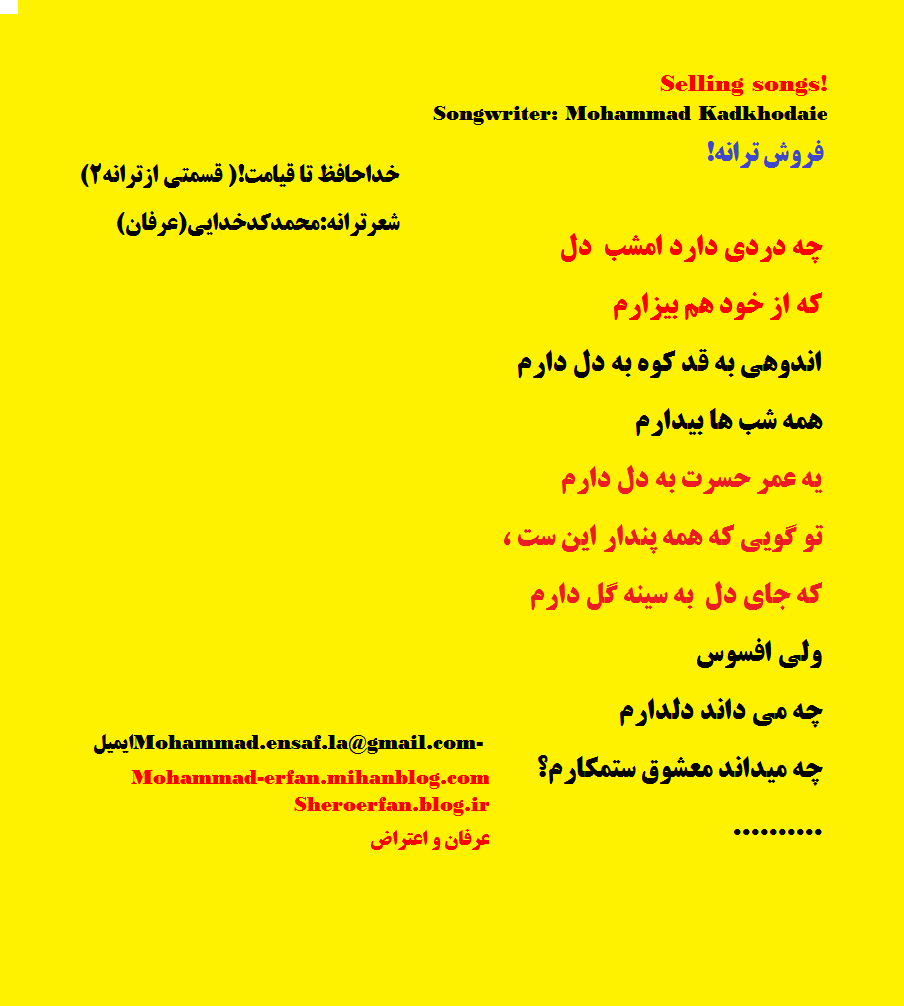 Selling songs!
Songwriter: Mohammad Kadkhodaie
فروش ترانه!
خداحافظ تا قیامت!( قسمتی ازترانه۲)
شعرترانه:محمدکدخدایی(عرفان)
چه دردی دارد امشب دل
که از خود هم بیزارم
اندوهی به قد کوه به دل دارم
همه شب ها بیدارم
یه عمر حسرت به دل دارم
تو گویی که همه پندار این ست ،
که جای دل به سینه گل دارم
ولی افسوس
چه می داند دلدارم
چه میداند معشوق ستمکارم؟
..........
ایمیلMohammad.ensaf.la@gmail.com-
Mohammad-erfan.mihanblog.com
Sheroerfan.blog.ir
عرفان و اعتراض